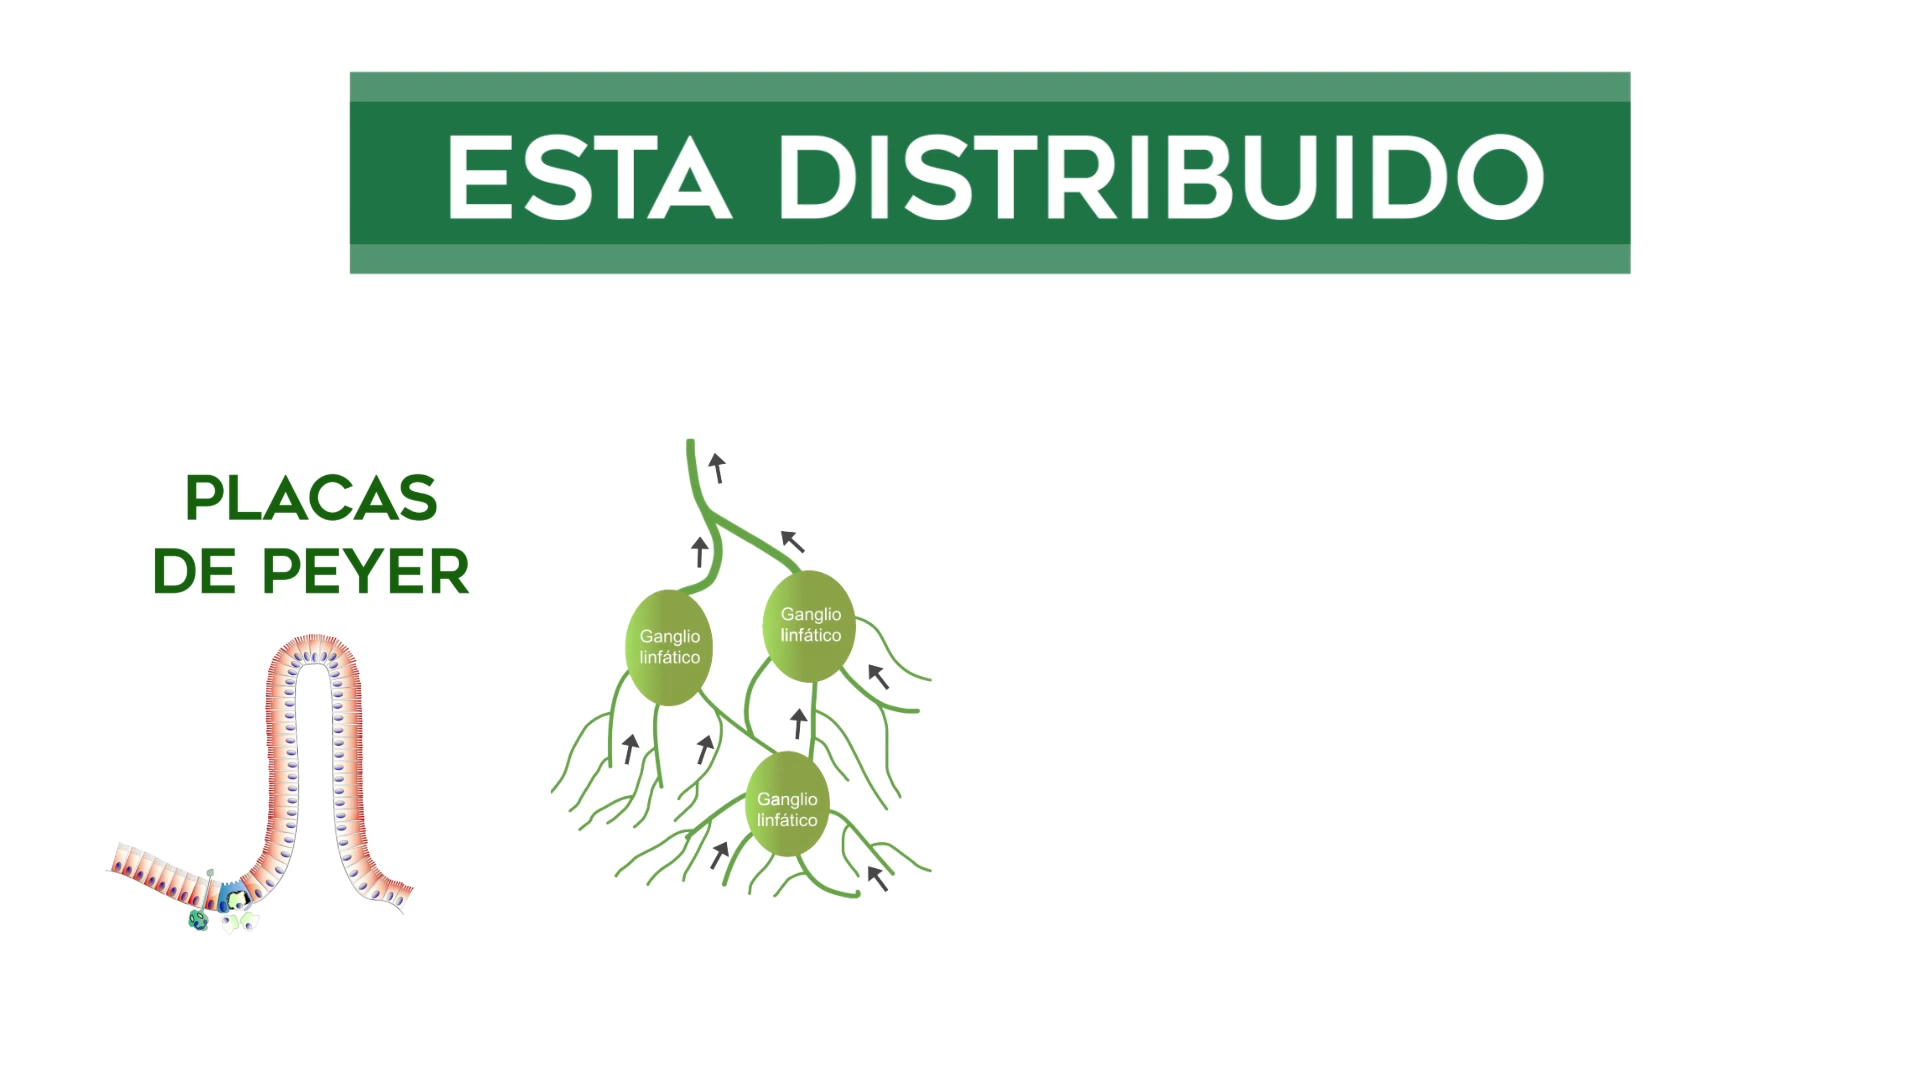 ESTA DISTRIBUIDO
PLACAS
DE PEYER
Ganglio
linfático
Ganglio
linfático
Ganglio
linfático